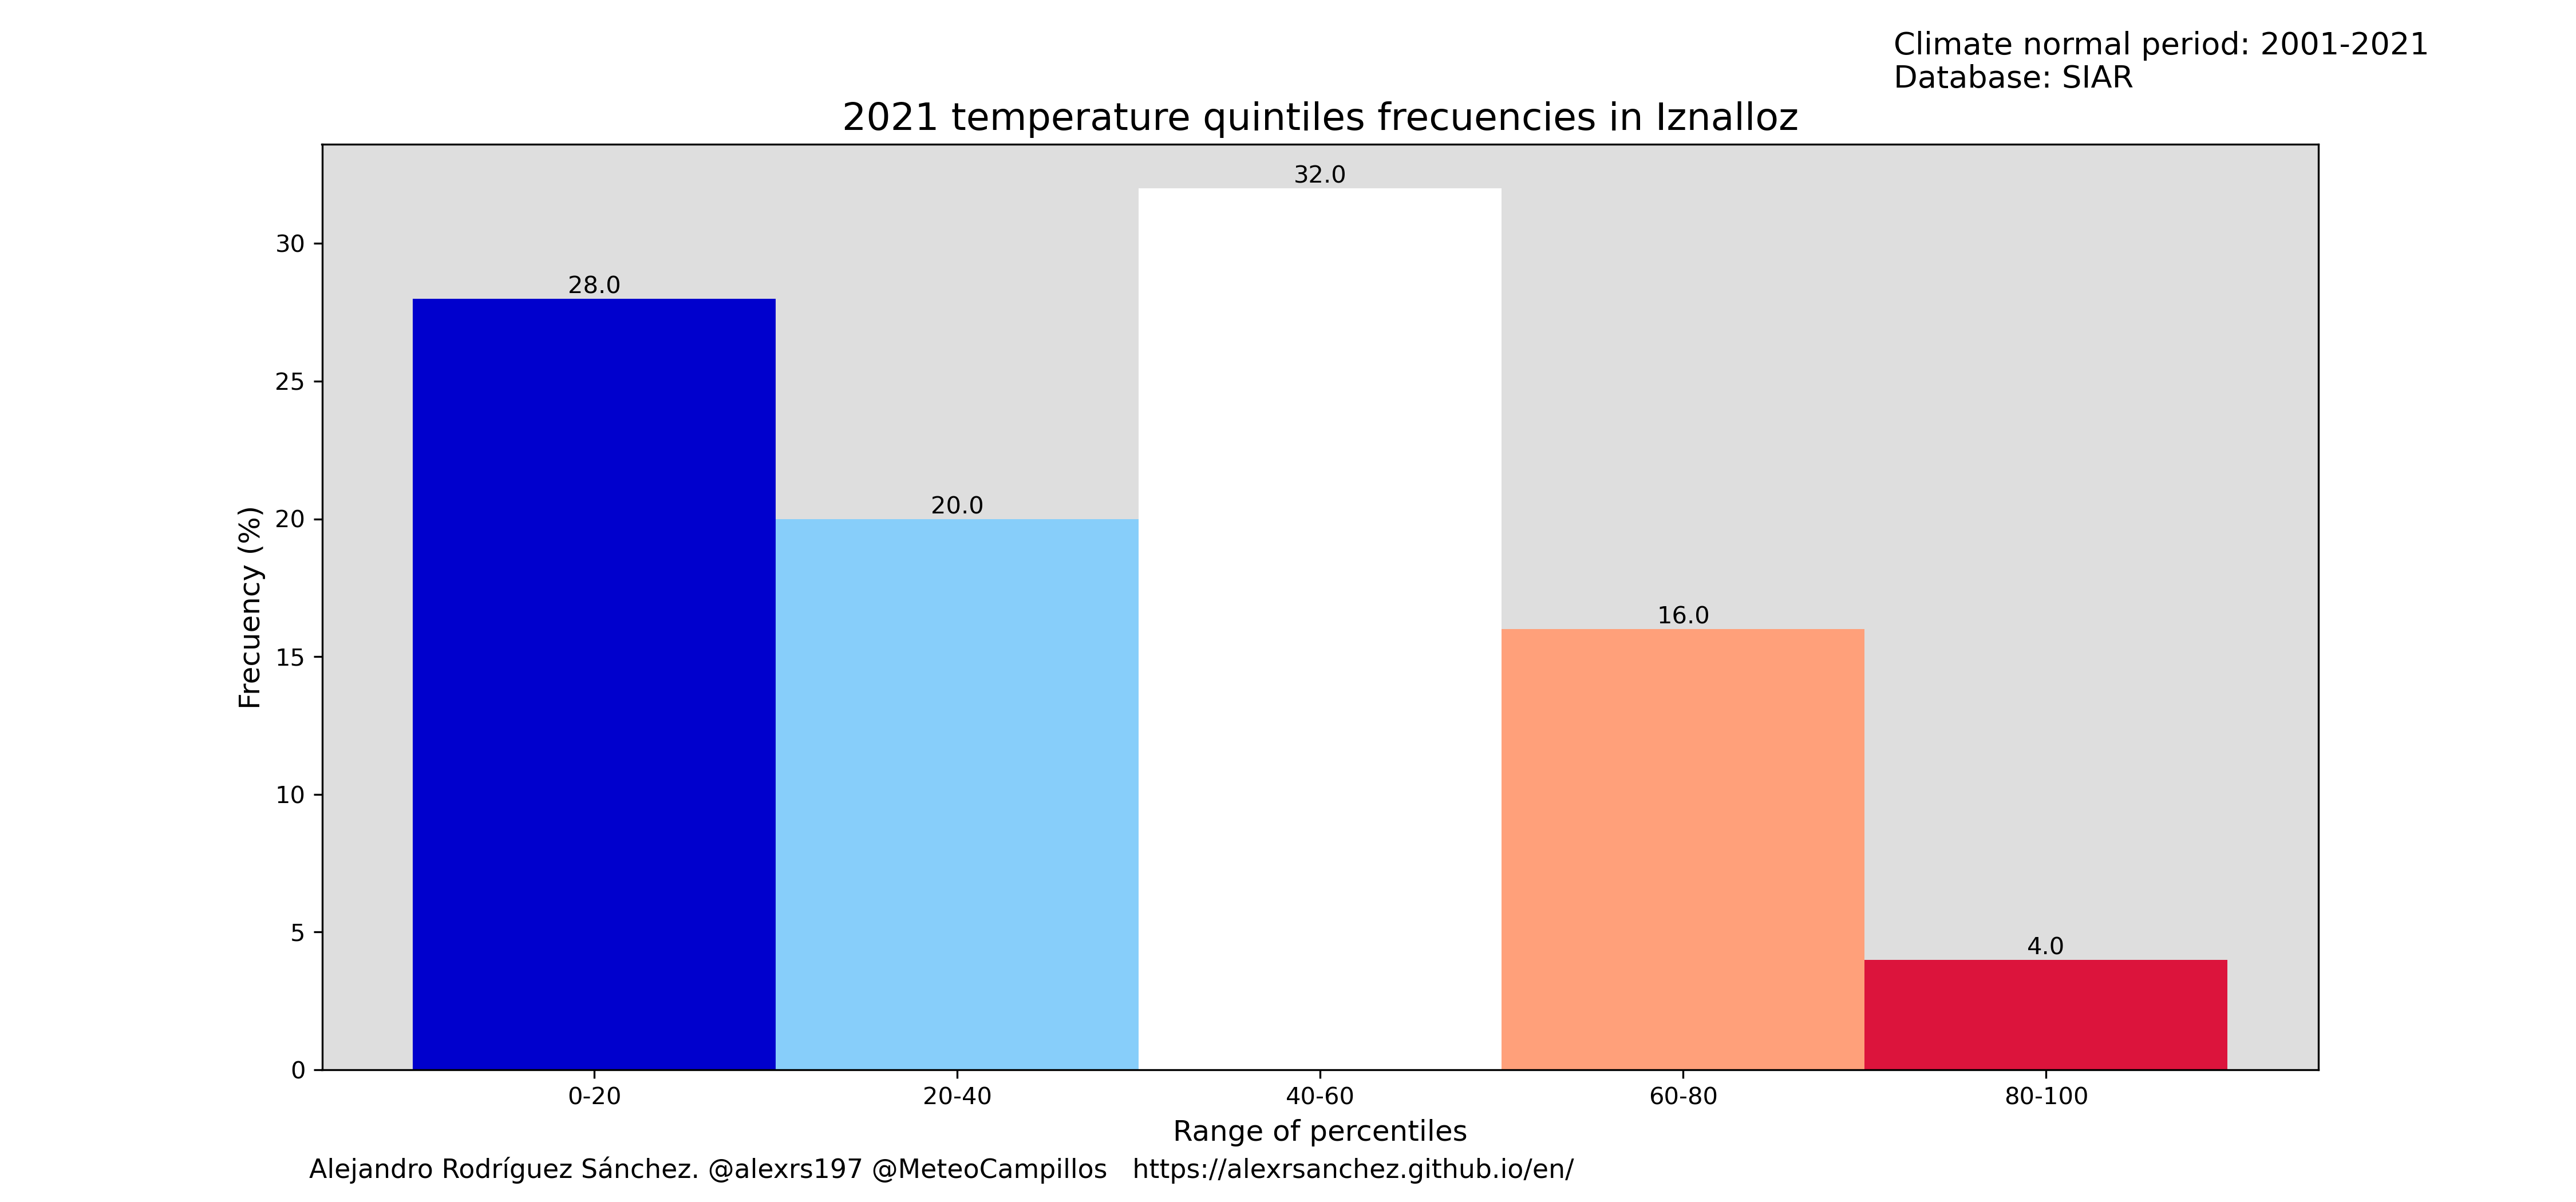 Climate normal period: 2001-2021
Database: SIAR
2021 temperature quintiles frecuencies in Iznalloz
32.0
30
28.0
25
20.0
20
16.0
15
10
5
4.0
0
Frecuency (%)
0-20 20-40 40-60 60-80 80-100
Range of percentiles
Alejandro Rodríguez Sánchez. @alexrs197 @MeteoCampillos https://alexrsanchez.github.io/en/